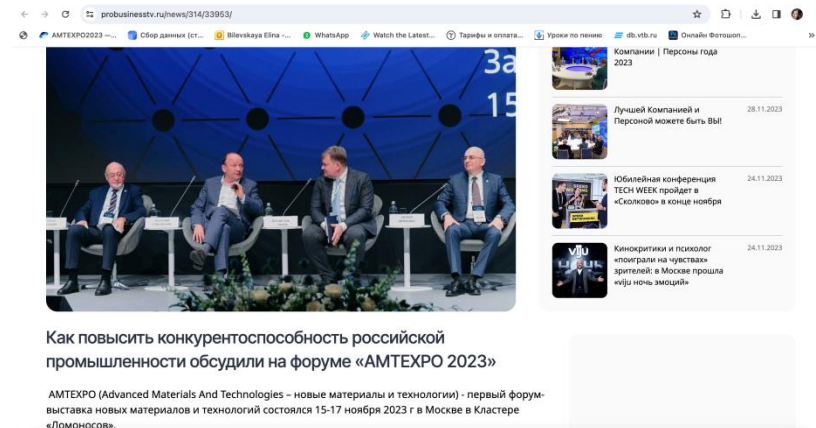 probusinesstv.ru/news/314/33953/
AMTEXPO2023 —...
Сбор данных (ст...
Bilevskaya Elina -...
WhatsApp
Watch the Latest...
Тарифы и оплата...
Уроки по пению
db.vtb.ru
Онлайн Фотошоп...
»
За
15
Компании | Персоны года
2023
Лучшей Компанией и
28.11.2023
Персоной можете быть ВЫ!
Юбилейная конференция
24.11.2023
TECH WEEK пройдет в
«Сколково» в конце ноября
viju
Кинокритики и психолог
24.11.2023
«поиграли на чувствах»
зрителей: в Москве прошла
«viju ночь эмоций»
Как повысить конкурентоспособность российской
промышленности обсудили на форуме «AMTEXPO 2023»
AMTEXPO (Advanced Materials And Technologies – новые материалы и технологии) - первый форум-
выставка новых материалов и технологий состоялся 15-17 ноября 2023 г в Москве в Кластере
«Ломоносов».